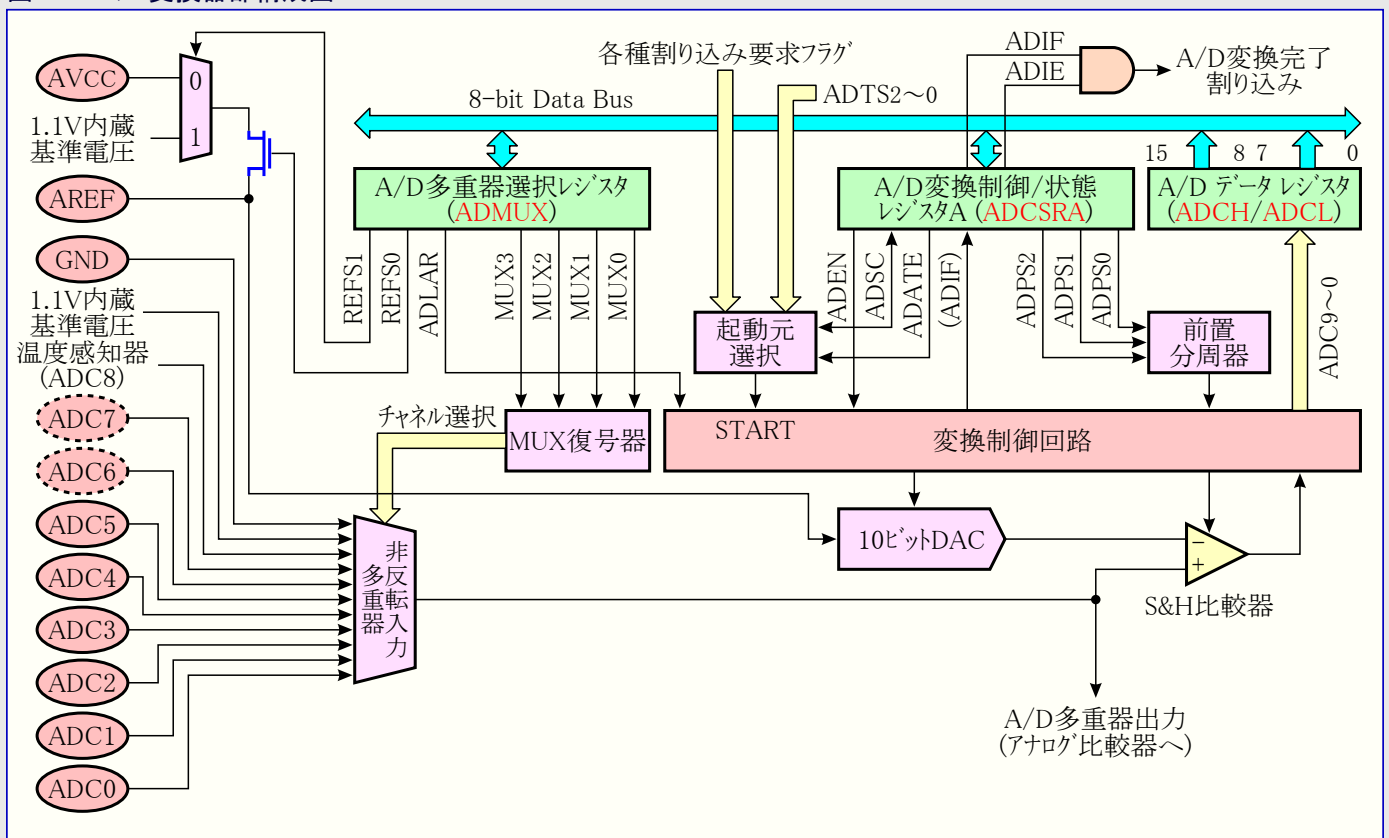 AVCC
0
1
1.1V内蔵
基準電圧
AREF
GND
1.1V内蔵
基準電圧
温度感知器
(ADC8)
ADC7
ADC6
ADC5
ADC4
ADC3
ADC2
ADC1
ADC0
8-bit Data Bus
各種割り込み要求フラグ
ADTS2～0
ADIF
ADIE
A/D変換完了
割り込み
A/D多重器選択レジスタ
(ADMUX)
A/D変換制御/状態
レジスタA (ADCSRA)
15
8
7
0
A/D データ レジスタ
(ADCH/ADCL)
REFS1
REFS0
ADLAR
MUX3
MUX2
MUX1
MUX0
ADEN
ADSC
ADATE
(ADIF)
ADPS2
ADPS1
ADPS0
ADC9～0
起動元
選択
前置
分周器
チャネル選択
MUX復号器
START
変換制御回路
非反転入力
多重器
10ビットDAC
−
+
S&H比較器
A/D多重器出力
(アナログ比較器へ)